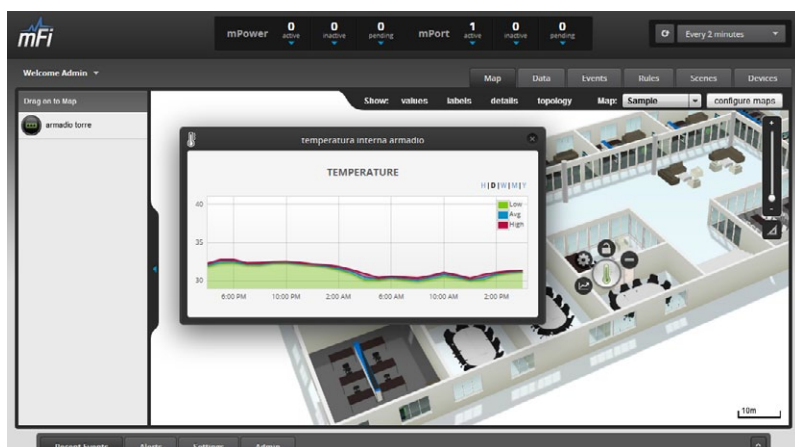 mFi
mPower 0 active 0 inactive 0 pending mPort 1 active 0 inactive 0 pending
Every 2 minutes
Welcome Admin
Map Data Events Rules Scenes Devices
Drag on to Map
Show: values labels details topology Map: Sample configure maps
armadio torre
temperatura interna armadio
TEMPERATURE
H|D|W|M|Y
Low
Avg
High
40
35
30
6:00 PM 10:00 PM 2:00 AM 6:00 AM 10:00 AM 2:00 PM
10m
Recent Events Alerts Settings Admin